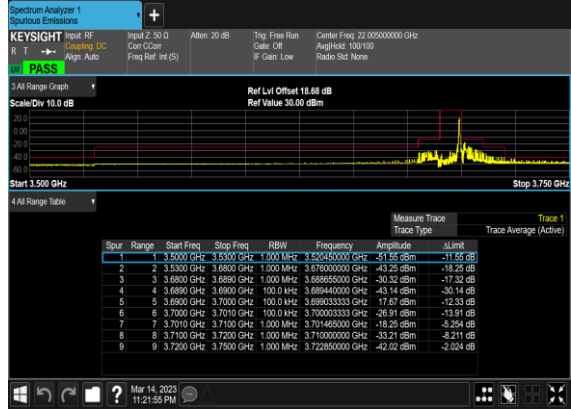 Spectrum Analyzer 1
Spurious Emissions
KEYSIGHT Input: RF Input Z: 50 Ω Atten: 20 dB Trig: Free Run Center Freq: 22.005000000 GHz
R T Coupling: DC Corr CCorr Gate: Off Avg|Hold: 100/100
Align: Auto Freq Ref: Int (S) IF Gain: Low Radio Std: None
PASS
3 All Range Graph
Ref Lvl Offset 18.68 dB
Scale/Div 10.0 dB Ref Value 30.00 dBm
20.0
10.0
0.00
-20.0
-40.0
-60.0
Start 3.500 GHz Stop 3.750 GHz
4 All Range Table
Measure Trace Trace 1
Trace Type Trace Average (Active)
Spur Range Start Freq Stop Freq RBW Frequency Amplitude ΔLimit
1 1 3.5000 GHz 3.5300 GHz 1.000 MHz 3.520450000 GHz -51.55 dBm -11.55 dB
2 2 3.5300 GHz 3.6800 GHz 1.000 MHz 3.676000000 GHz -43.25 dBm -18.25 dB
3 3 3.6800 GHz 3.6890 GHz 1.000 MHz 3.688655000 GHz -30.32 dBm -17.32 dB
4 4 3.6890 GHz 3.6900 GHz 100.0 kHz 3.689440000 GHz -43.14 dBm -30.14 dB
5 5 3.6900 GHz 3.7000 GHz 100.0 kHz 3.699033333 GHz 17.67 dBm -12.33 dB
6 6 3.7000 GHz 3.7010 GHz 100.0 kHz 3.700003333 GHz -26.91 dBm -13.91 dB
7 7 3.7010 GHz 3.7100 GHz 1.000 MHz 3.701465000 GHz -18.25 dBm -5.254 dB
8 8 3.7100 GHz 3.7200 GHz 1.000 MHz 3.710000000 GHz -33.21 dBm -8.211 dB
9 9 3.7200 GHz 3.7500 GHz 1.000 MHz 3.722850000 GHz -42.02 dBm -2.024 dB
Mar 14, 2023
11:21:55 PM